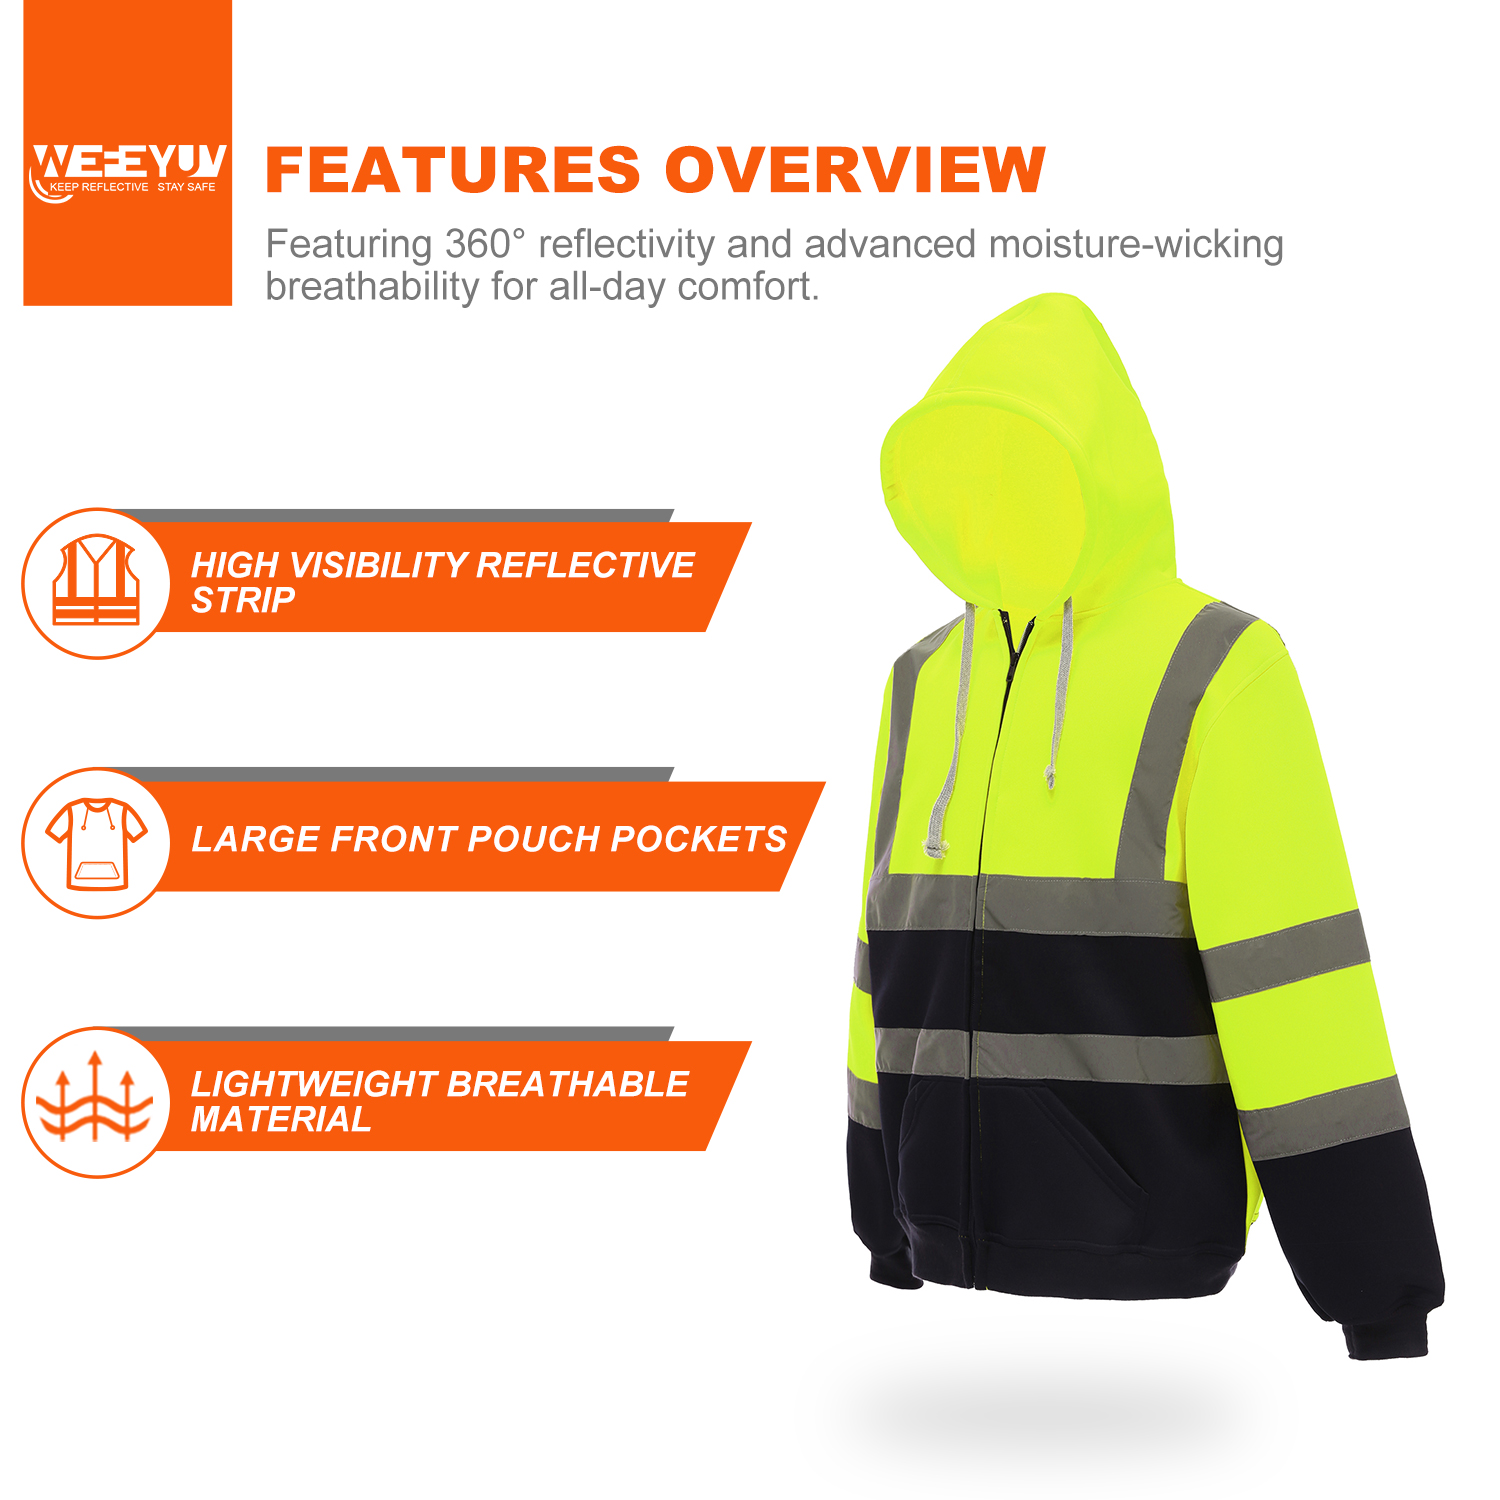 WEFEYUV
KEEP REFLECTIVE STAY SAFE
FEATURES OVERVIEW
Featuring 360° reflectivity and advanced moisture-wicking
breathability for all-day comfort.
HIGH VISIBILITY REFLECTIVE
STRIP
LARGE FRONT POUCH POCKETS
LIGHTWEIGHT BREATHABLE
MATERIAL